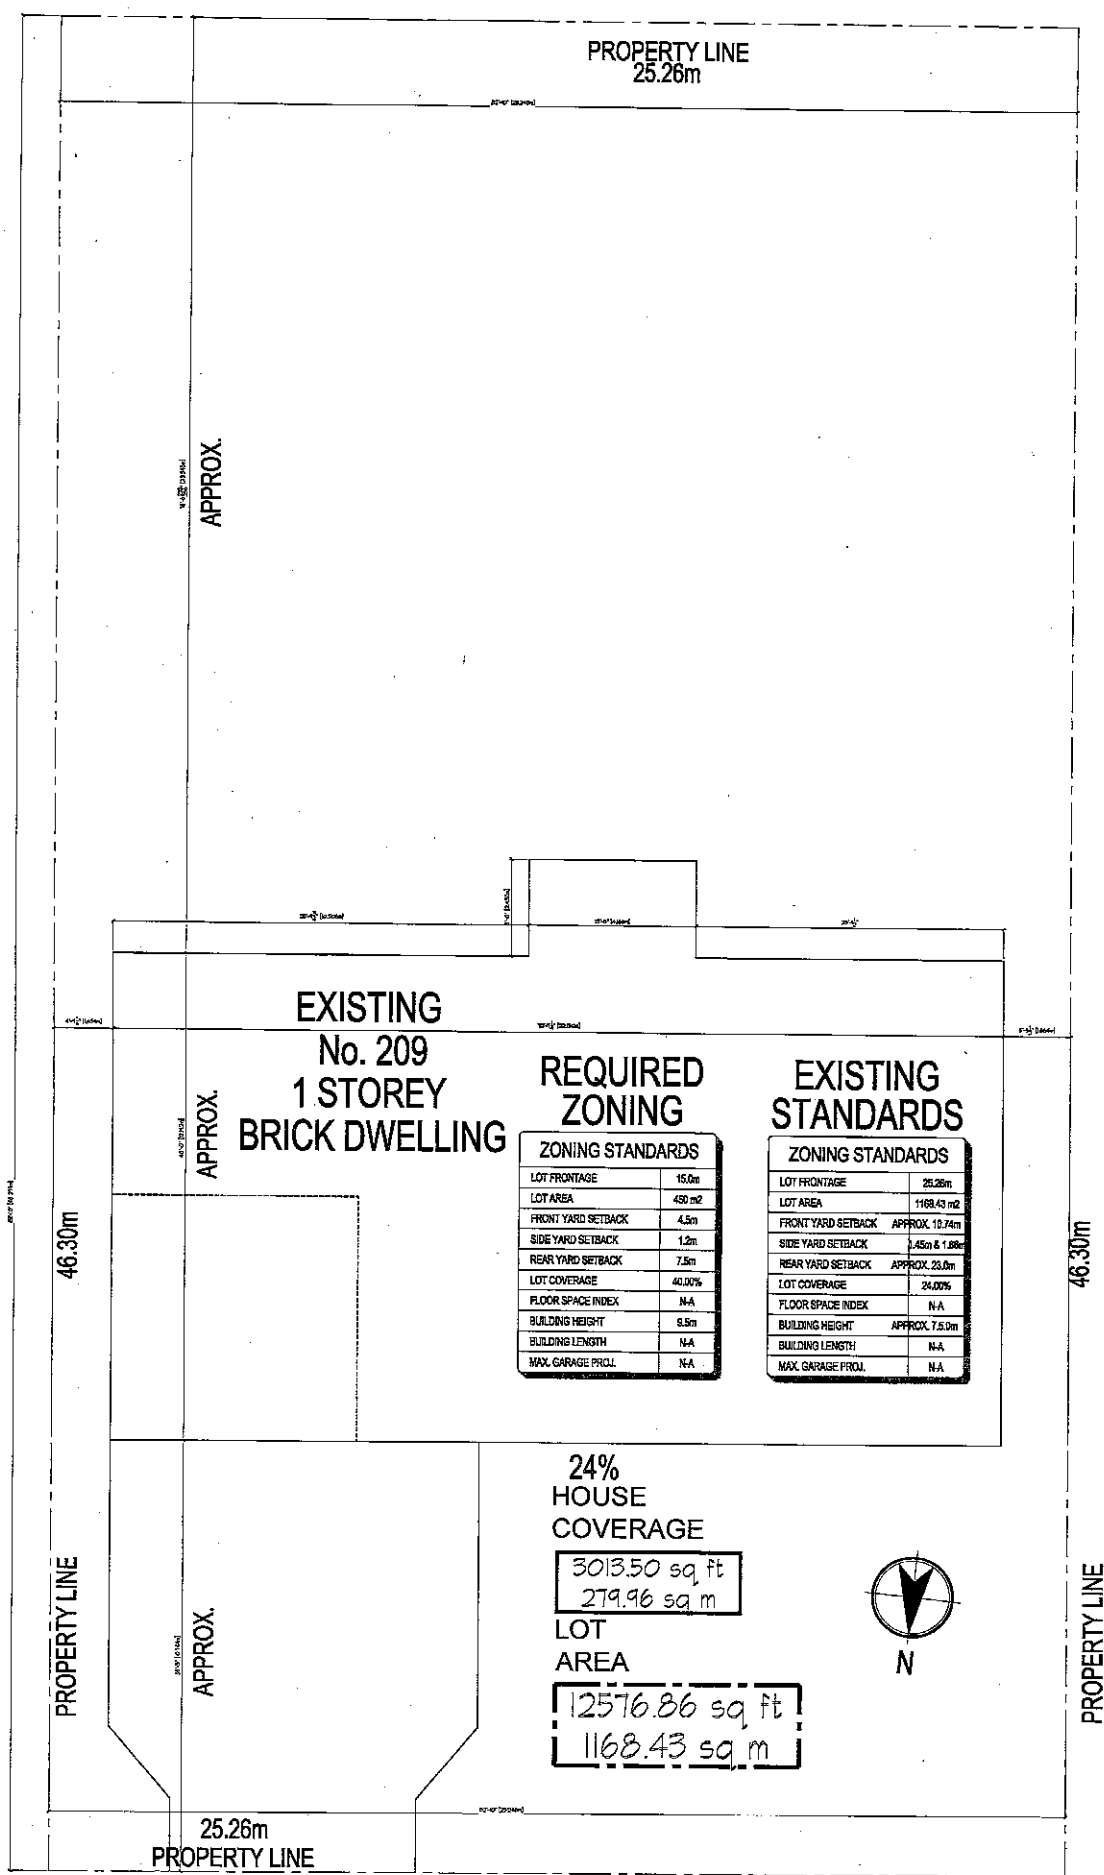 PROPERTY LINE
25.26m
APPROX.
EXISTING
No. 209
1 STOREY
BRICK DWELLING
APPROX.
REQUIRED
ZONING
ZONING STANDARDS
LOT FRONTAGE 15.0m
LOT AREA 450 m2
FRONT YARD SETBACK 4.5m
SIDE YARD SETBACK 1.2m
REAR YARD SETBACK 7.5m
LOT COVERAGE 40.00%
FLOOR SPACE INDEX N-A
BUILDING HEIGHT 9.5m
BUILDING LENGTH N-A
MAX. GARAGE PROJ. N-A
EXISTING
STANDARDS
ZONING STANDARDS
LOT FRONTAGE 25.26m
LOT AREA 1168.43 m2
FRONT YARD SETBACK APPROX. 10.74m
SIDE YARD SETBACK 1.45m & 1.68m
REAR YARD SETBACK APPROX. 23.0m
LOT COVERAGE 24.00%
FLOOR SPACE INDEX N-A
BUILDING HEIGHT APPROX. 7.5.0m
BUILDING LENGTH N-A
MAX. GARAGE PROJ. N-A
46.30m
46.30m
24%
HOUSE
COVERAGE
3013.50 sq ft
279.96 sq m
LOT
AREA
12576.86 sq ft
1168.43 sq m
N
PROPERTY LINE
APPROX.
PROPERTY LINE
25.26m
PROPERTY LINE